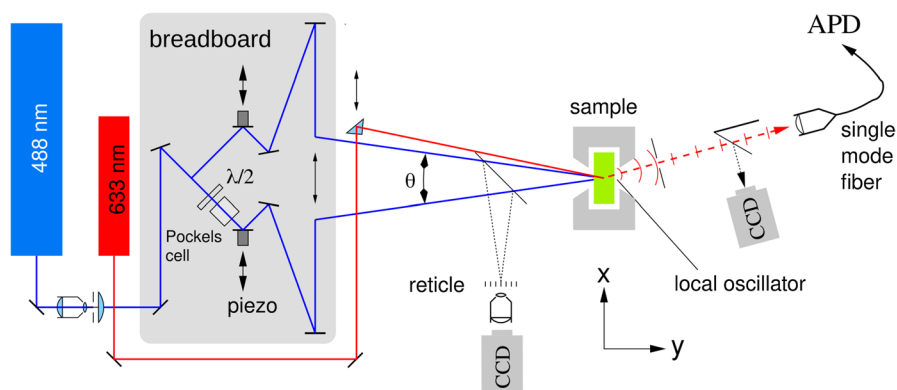 488 nm
633 nm
breadboard
λ/2
Pockels
cell
piezo
θ
reticle
CCD
sample
local oscillator
x
y
CCD
APD
single
mode
fiber